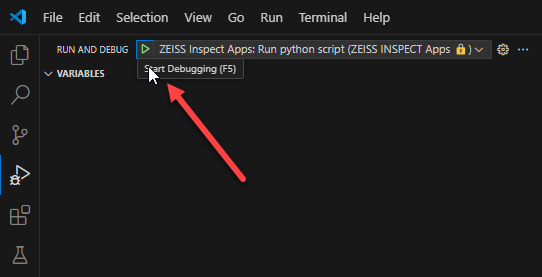 File Edit Selection View Go Run Terminal Help
RUN AND DEBUG ZEISS Inspect Apps: Run python script (ZEISS INSPECT Apps 🔒)
Start Debugging (F5)
VARIABLES